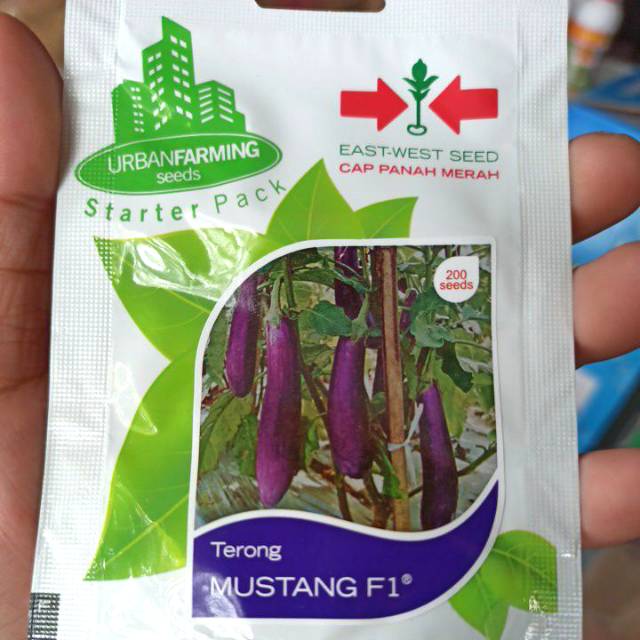 URBANFARMING
seeds
Starter Pack
EAST-WEST SEED
CAP PANAH MERAH
200
seeds
Terong
MUSTANG F1®